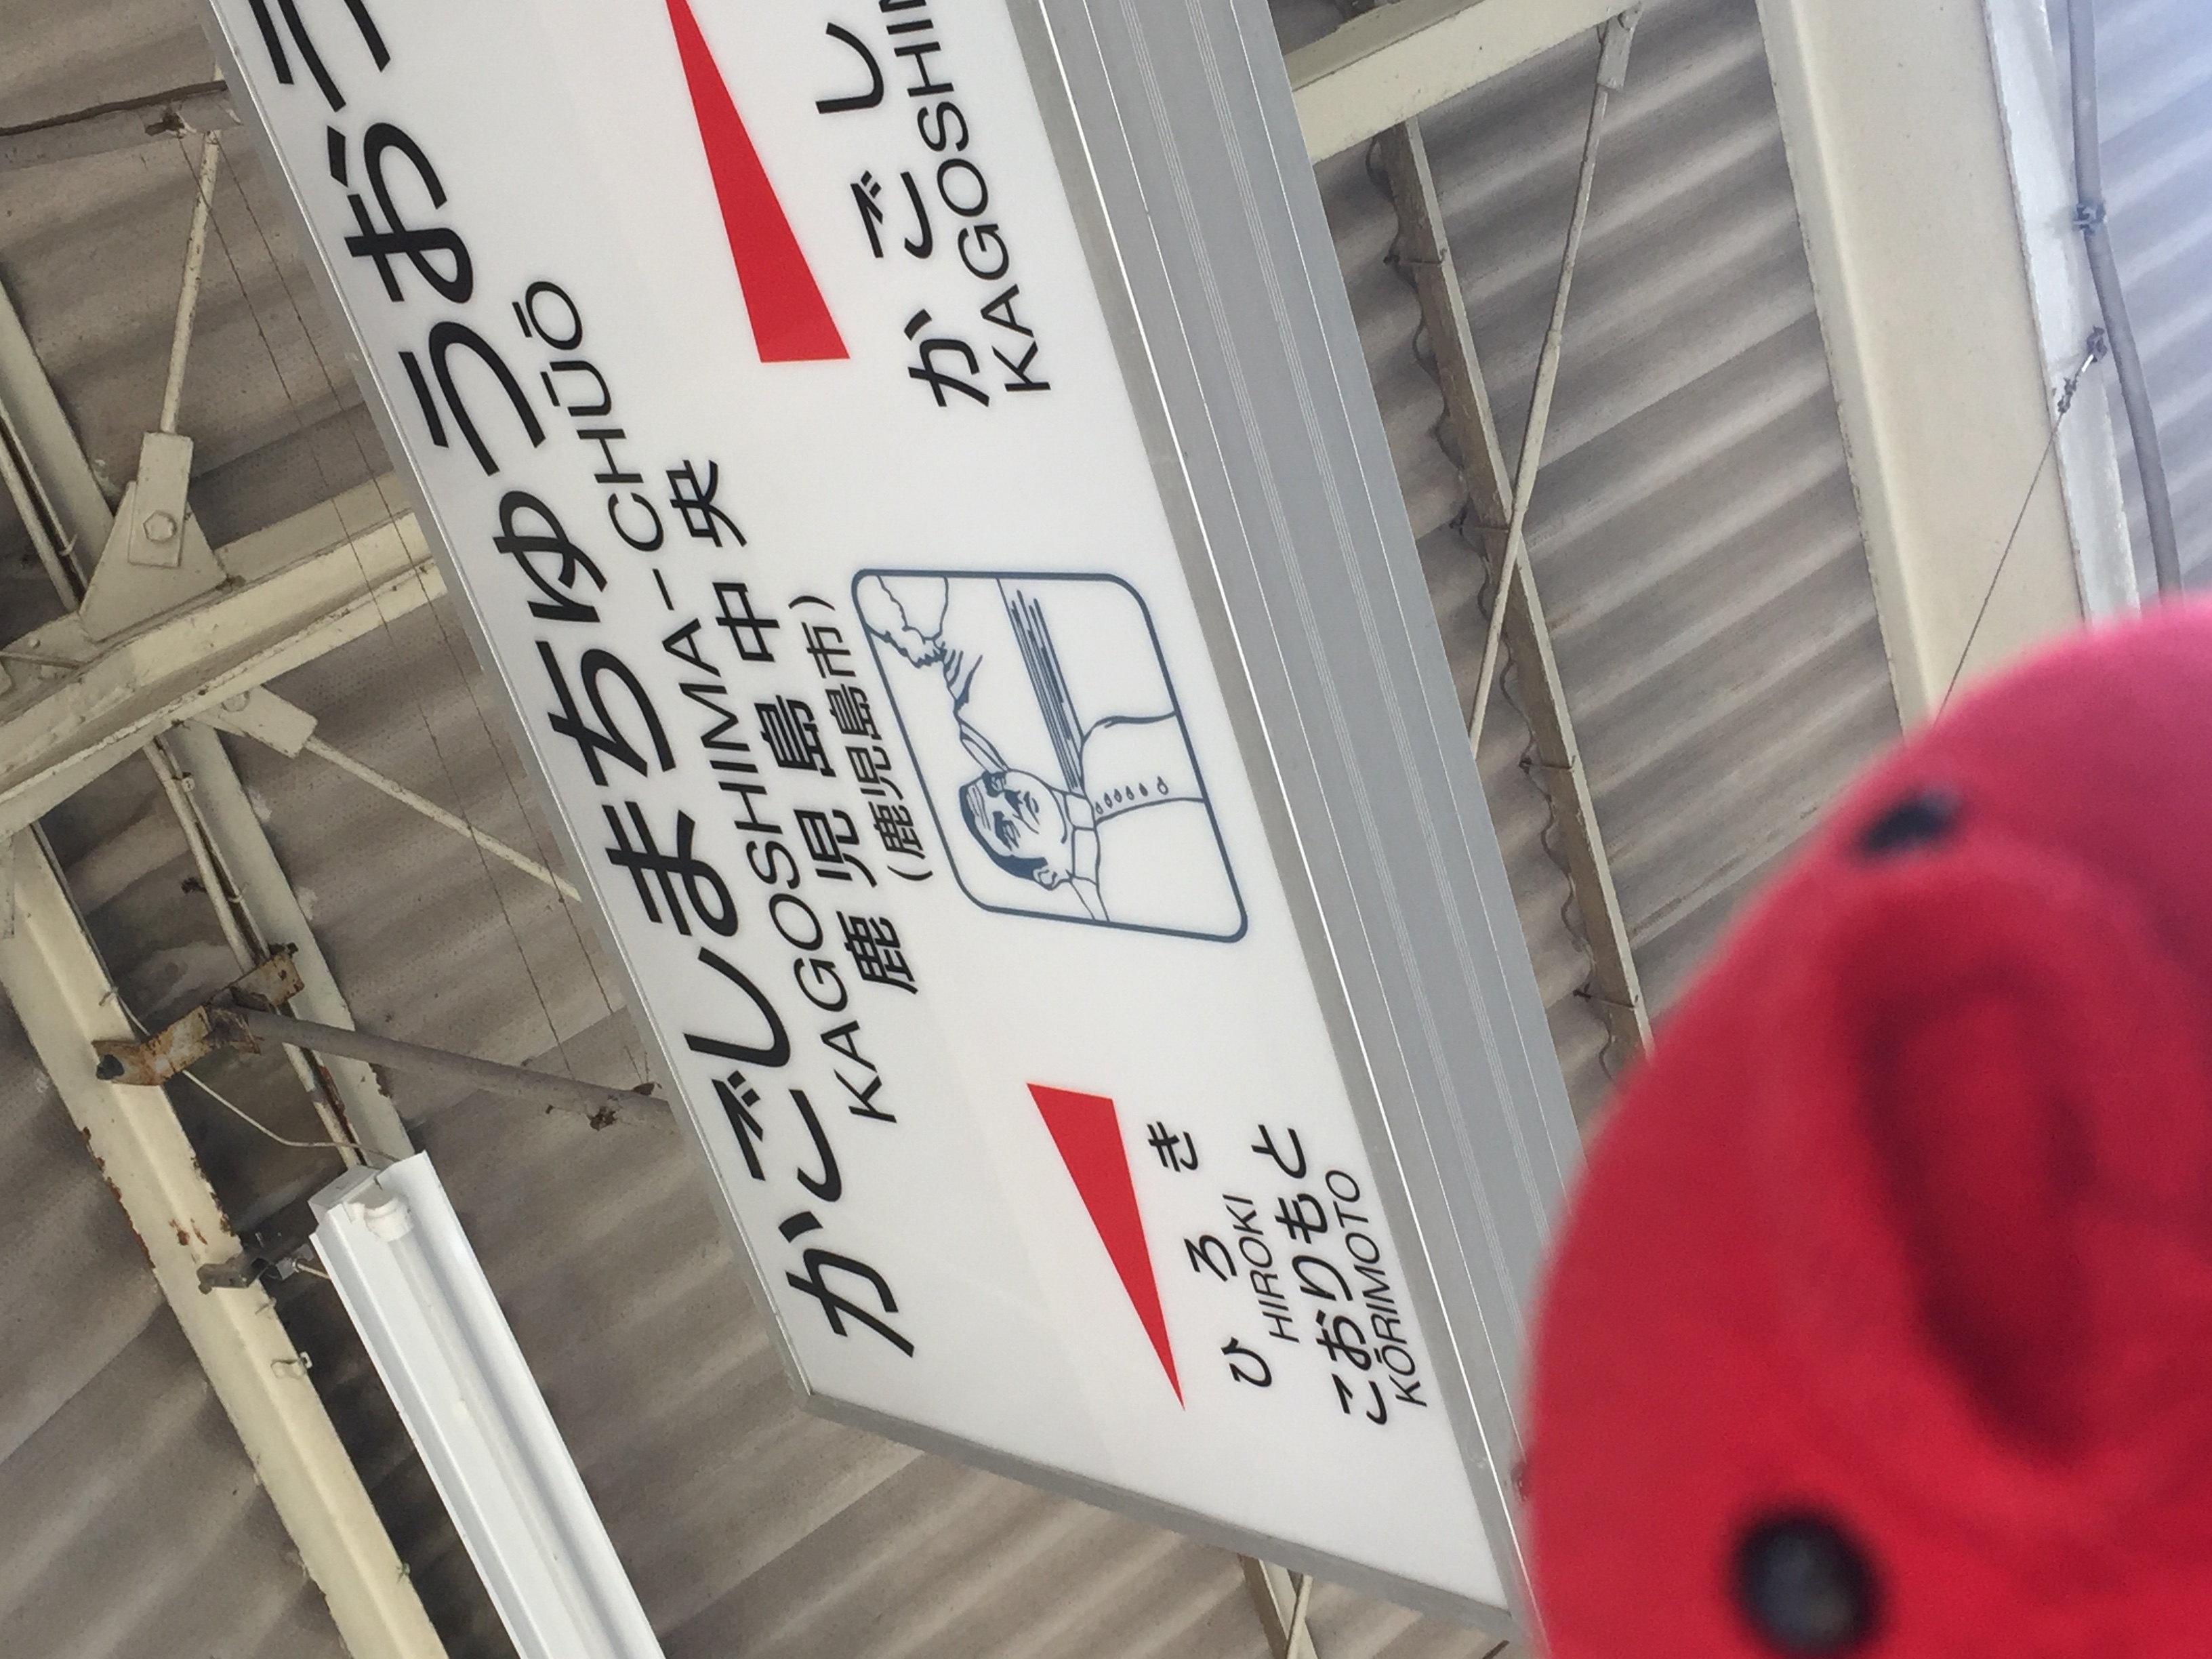 かごしまちゅうおう
KAGOSHIMA-CHŪŌ
鹿児島中央
(鹿児島市)
ひろき
HIROKI
こおりもと
KŌRIMOTO
かごし
KAGOSHIM